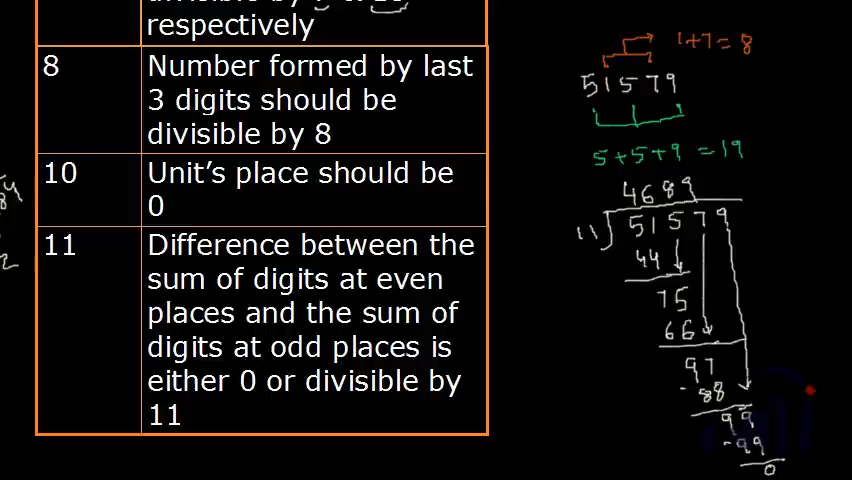 respectively
8 Number formed by last
3 digits should be
divisible by 8
10 Unit's place should be
0
11 Difference between the
sum of digits at even
places and the sum of
digits at odd places is
either 0 or divisible by
11
1+7=8
51579
5+5+9 =19
4689
11 51579
44
75
66
97
-88
99
-99
0